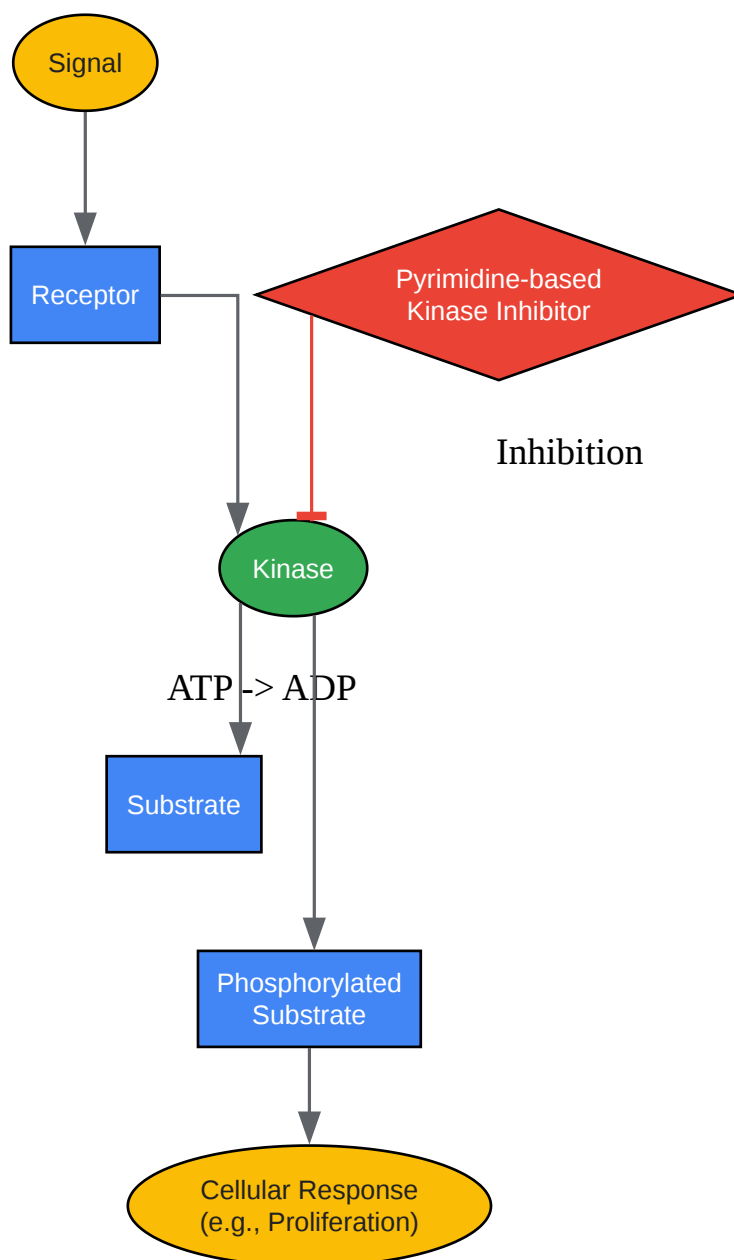 Signal
Receptor
Pyrimidine-based
Kinase Inhibitor
Inhibition
Kinase
ATP -> ADP
Substrate
Phosphorylated
Substrate
Cellular Response
(e.g., Proliferation)